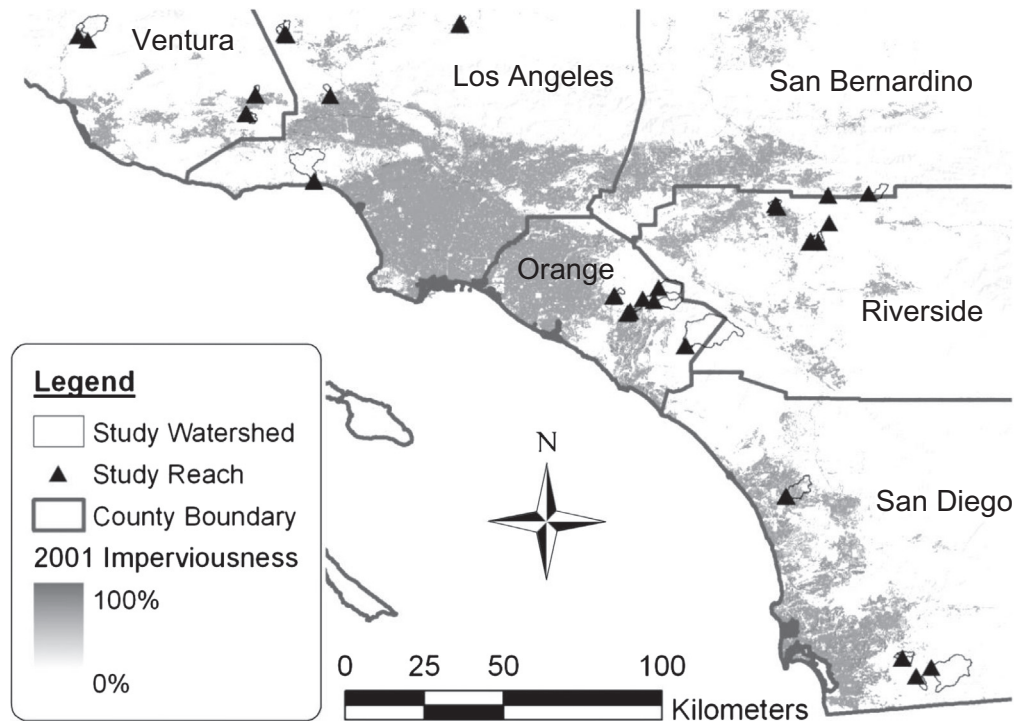 Ventura
Los Angeles
San Bernardino
Orange
Riverside
San Diego
Legend
Study Watershed
Study Reach
County Boundary
2001 Imperviousness
100%
0%
N
0 25 50 100
Kilometers